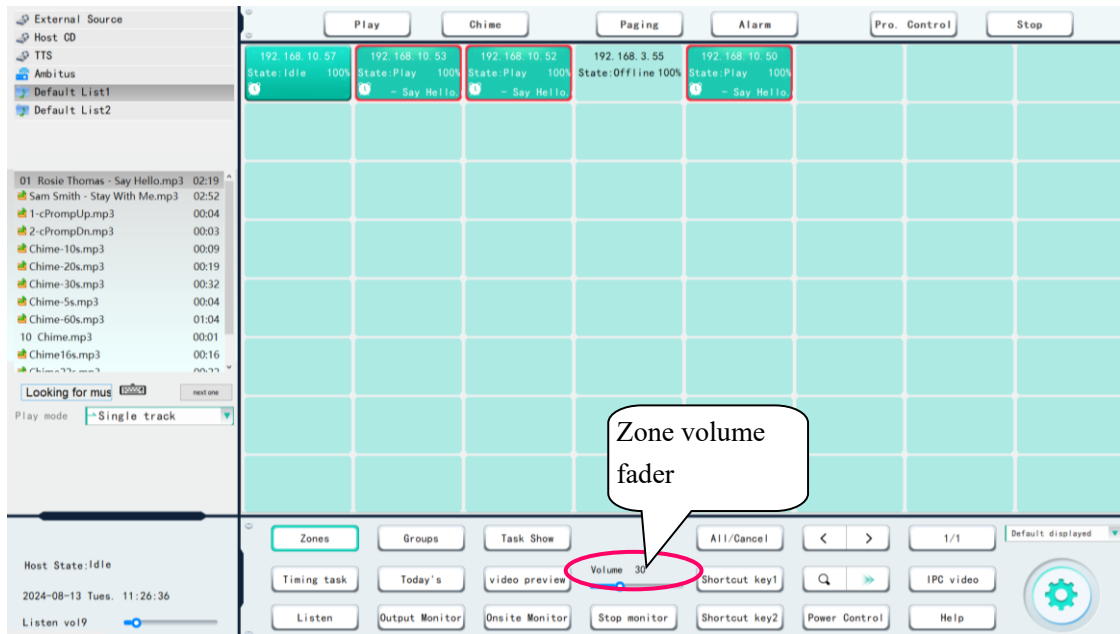 External Source
Host CD
TTS
Ambitus
Default List1
Default List2
01 Rosie Thomas - Say Hello.mp3 02:19
Sam Smith - Stay With Me.mp3 02:52
1-cPrompUp.mp3 00:04
2-cPrompDn.mp3 00:03
Chime-10s.mp3 00:09
Chime-20s.mp3 00:19
Chime-30s.mp3 00:32
Chime-5s.mp3 00:04
Chime-60s.mp3 01:04
10 Chime.mp3 00:01
Chime16s.mp3 00:16
Looking for mus
next one
Play mode Single track
Host State:Idle
2024-08-13 Tues. 11:26:36
Listen vol9
Play Chime Paging Alarm Pro. Control Stop
192.168.10.57
State:Idle 100%
192.168.10.53
State:Play 100%
- Say Hello.
192.168.10.52
State:Play 100%
- Say Hello.
192.168.3.55
State:Offline 100%
192.168.10.50
State:Play 100%
- Say Hello.
Zone volume
fader
Zones Groups Task Show All/Cancel < > 1/1 Default displayed
Timing task Today's video preview Volume 30 Shortcut key1 IPC video
Listen Output Monitor Onsite Monitor Stop monitor Shortcut key2 Power Control Help